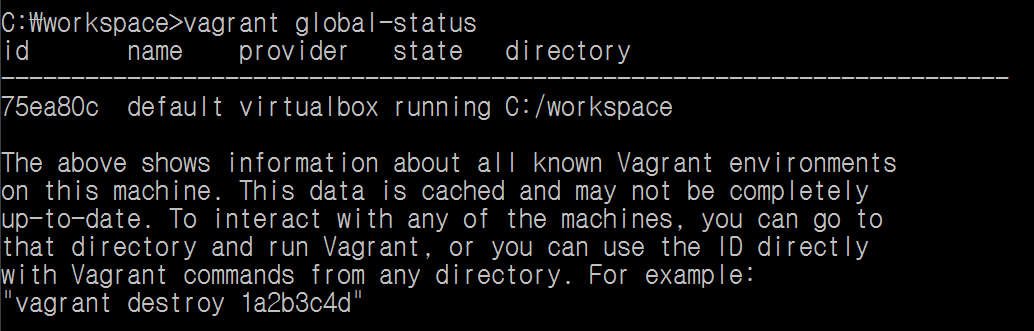 C:₩workspace>vagrant global-status
id       name    provider   state   directory
------------------------------------------------------------------------
75ea80c  default virtualbox running C:/workspace

The above shows information about all known Vagrant environments
on this machine. This data is cached and may not be completely
up-to-date. To interact with any of the machines, you can go to
that directory and run Vagrant, or you can use the ID directly
with Vagrant commands from any directory. For example:
"vagrant destroy 1a2b3c4d"